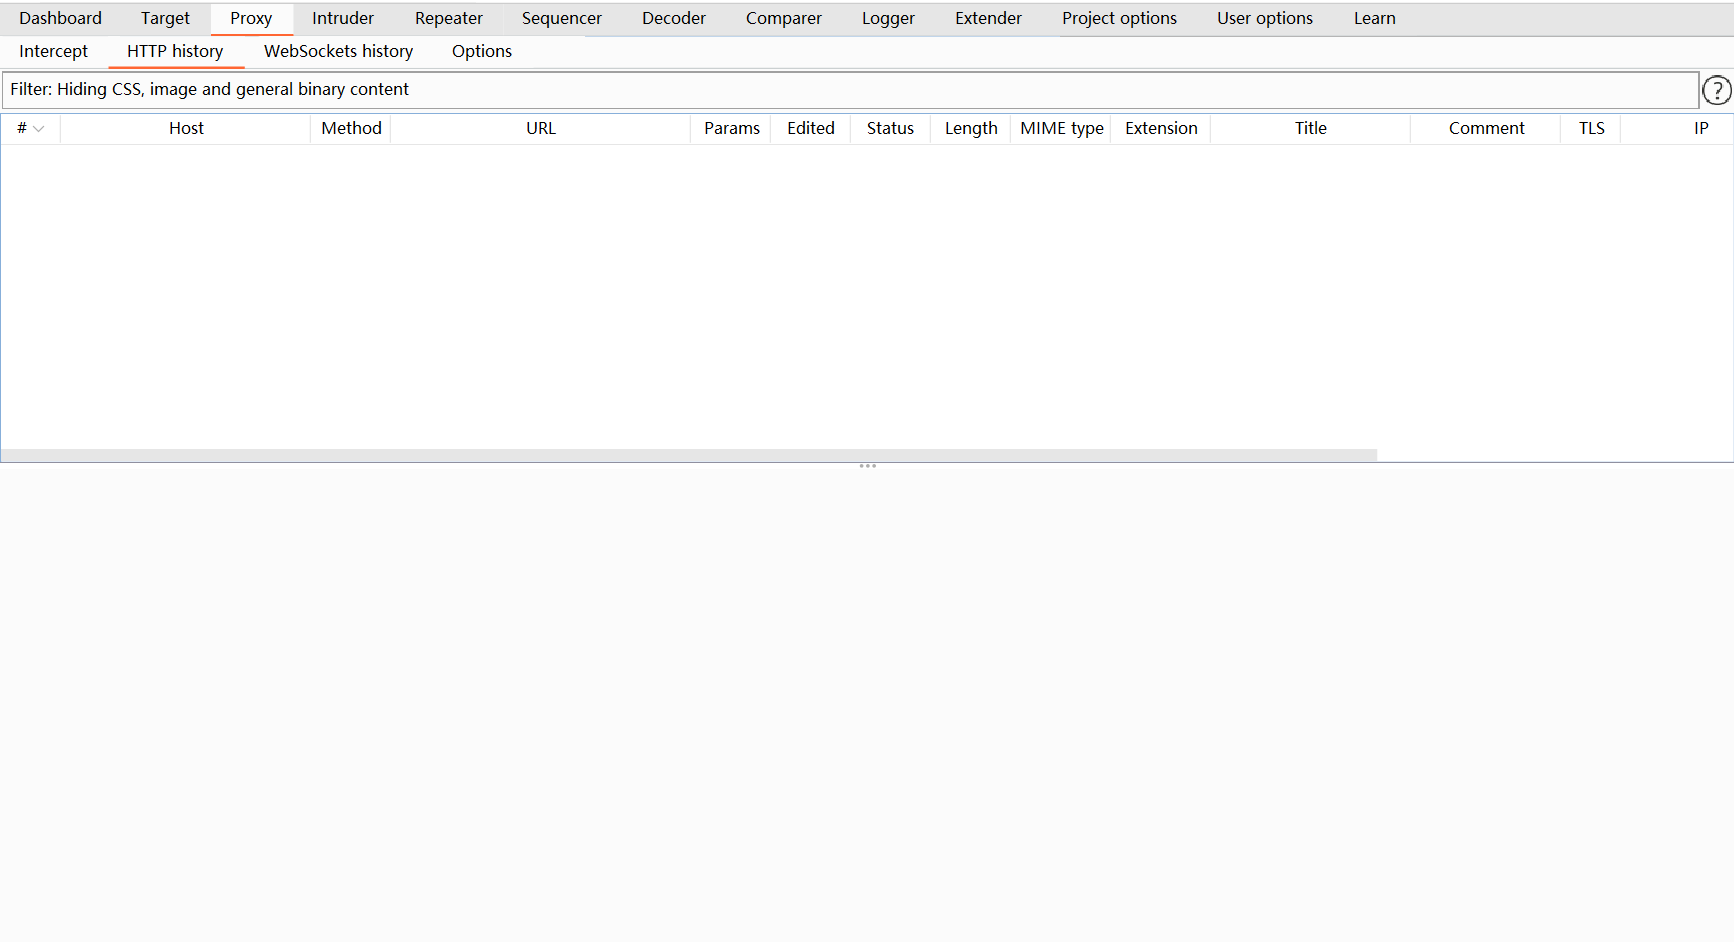 Dashboard Target Proxy Intruder Repeater Sequencer Decoder Comparer Logger Extender Project options User options Learn
Intercept HTTP history WebSockets history Options
Filter: Hiding CSS, image and general binary content ?
# Host Method URL Params Edited Status Length MIME type Extension Title Comment TLS IP